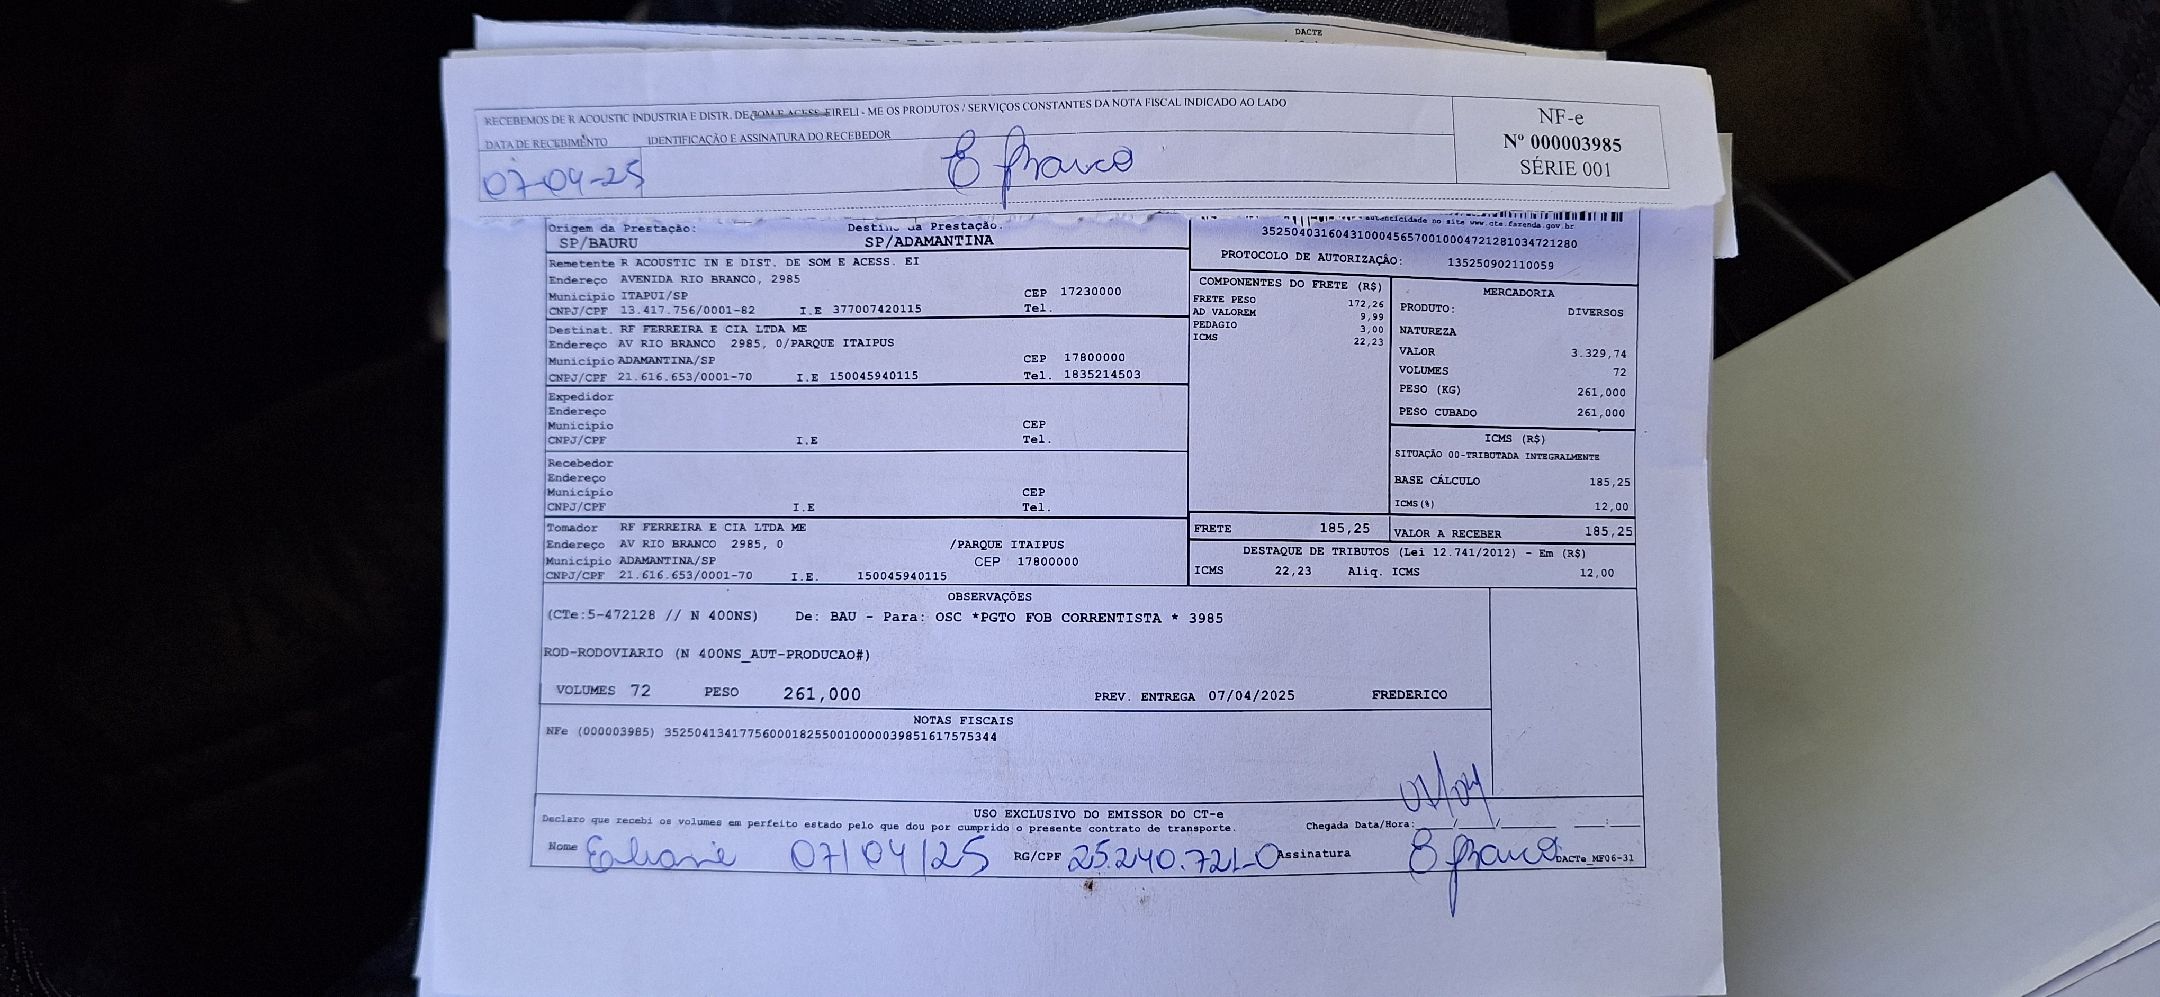 DACTE
RECEBEMOS DE R ACOUSTIC INDUSTRIA E DISTR. DE SOM E ACESS. EIRELI - ME OS PRODUTOS / SERVIÇOS CONSTANTES DA NOTA FISCAL INDICADO AO LADO
DATA DE RECEBIMENTO IDENTIFICAÇÃO E ASSINATURA DO RECEBEDOR
07-04-25 E Franco
NF-e
Nº 000003985
SÉRIE 001
Origem da Prestação: Destino da Prestação.
SP/BAURU SP/ADAMANTINA
autenticidade no site www.cte.fazenda.gov.br
35250403160431000456570010004721281034721280
PROTOCOLO DE AUTORIZAÇÃO: 135250902110059
Remetente R ACOUSTIC IN E DIST. DE SOM E ACESS. EI
Endereço AVENIDA RIO BRANCO, 2985
Municipio ITAPUI/SP CEP 17230000
CNPJ/CPF 13.417.756/0001-82 I.E 377007420115 Tel.
Destinat. RF FERREIRA E CIA LTDA ME
Endereço AV RIO BRANCO 2985, 0/PARQUE ITAIPUS
Municipio ADAMANTINA/SP CEP 17800000
CNPJ/CPF 21.616.653/0001-70 I.E 150045940115 Tel. 1835214503
Expedidor
Endereço
Municipio CEP
CNPJ/CPF I.E Tel.
Recebedor
Endereço
Municipio CEP
CNPJ/CPF I.E Tel.
Tomador RF FERREIRA E CIA LTDA ME
Endereço AV RIO BRANCO 2985, 0 /PARQUE ITAIPUS
Municipio ADAMANTINA/SP CEP 17800000
CNPJ/CPF 21.616.653/0001-70 I.E. 150045940115
COMPONENTES DO FRETE (R$)
FRETE PESO 172,26
AD VALOREM 9,99
PEDAGIO 3,00
ICMS 22,23
MERCADORIA
PRODUTO: DIVERSOS
NATUREZA
VALOR 3.329,74
VOLUMES 72
PESO (KG) 261,000
PESO CUBADO 261,000
ICMS (R$)
SITUAÇÃO 00-TRIBUTADA INTEGRALMENTE
BASE CÁLCULO 185,25
ICMS(%) 12,00
FRETE 185,25 VALOR A RECEBER 185,25
DESTAQUE DE TRIBUTOS (Lei 12.741/2012) - Em (R$)
ICMS 22,23 Aliq. ICMS 12,00
OBSERVAÇÕES
(CTe:5-472128 // N 400NS) De: BAU - Para: OSC *PGTO FOB CORRENTISTA * 3985
ROD-RODOVIARIO (N 400NS_AUT-PRODUCAO#)
VOLUMES 72 PESO 261,000 PREV. ENTREGA 07/04/2025 FREDERICO
NOTAS FISCAIS
NFe (000003985) 35250413417756000182550010000039851617575344
USO EXCLUSIVO DO EMISSOR DO CT-e
Declaro que recebi os volumes em perfeito estado pelo que dou por cumprido o presente contrato de transporte. Chegada Data/Hora: 07/04
Nome 07/04/25 RG/CPF 25.240.721-0 Assinatura E Franco DACTe_MF06-31